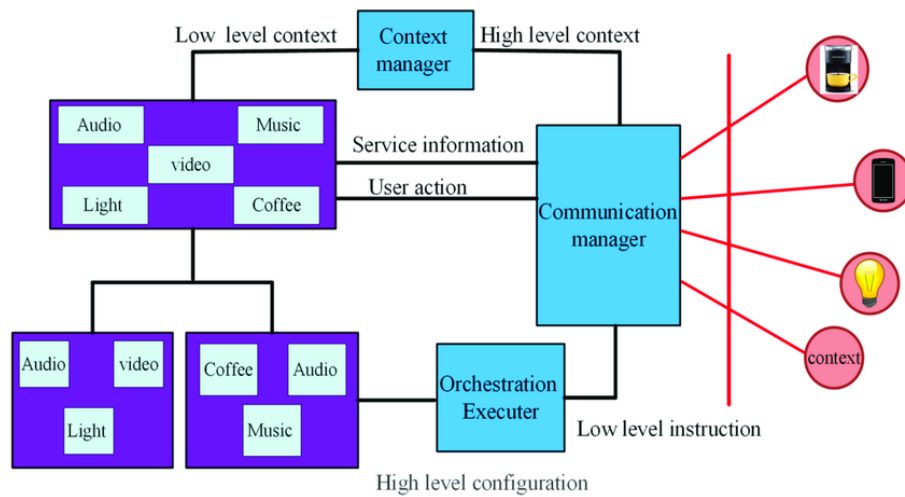 Low level context
Context
manager
High level context
Audio
Music
video
Light
Coffee
Service information
User action
Communication
manager
Audio
video
Light
Coffee
Audio
Music
Orchestration
Executer
Low level instruction
High level configuration
context